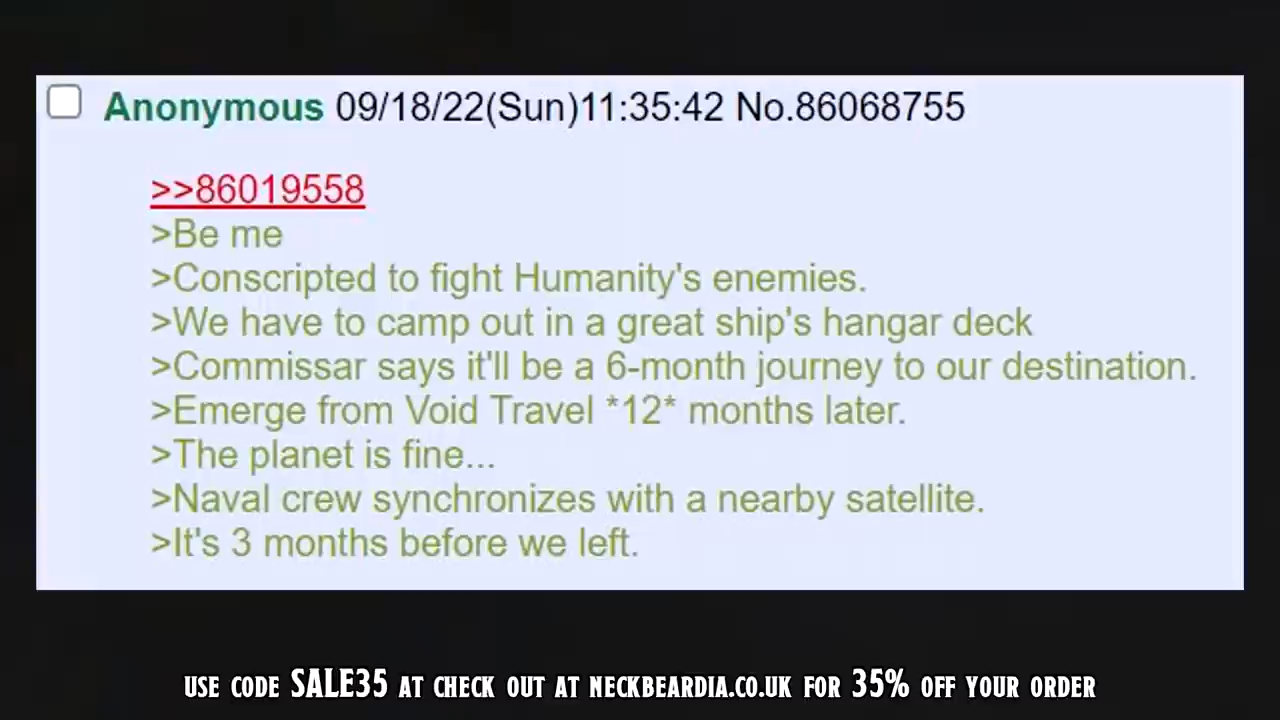 Anonymous 09/18/22(Sun)11:35:42 No.86068755
>>86019558
>Be me
>Conscripted to fight Humanity's enemies.
>We have to camp out in a great ship's hangar deck
>Commissar says it'll be a 6-month journey to our destination.
>Emerge from Void Travel *12* months later.
>The planet is fine...
>Naval crew synchronizes with a nearby satellite.
>It's 3 months before we left.
USE CODE SALE35 AT CHECK OUT AT NECKBEARDIA.CO.UK FOR 35% OFF YOUR ORDER